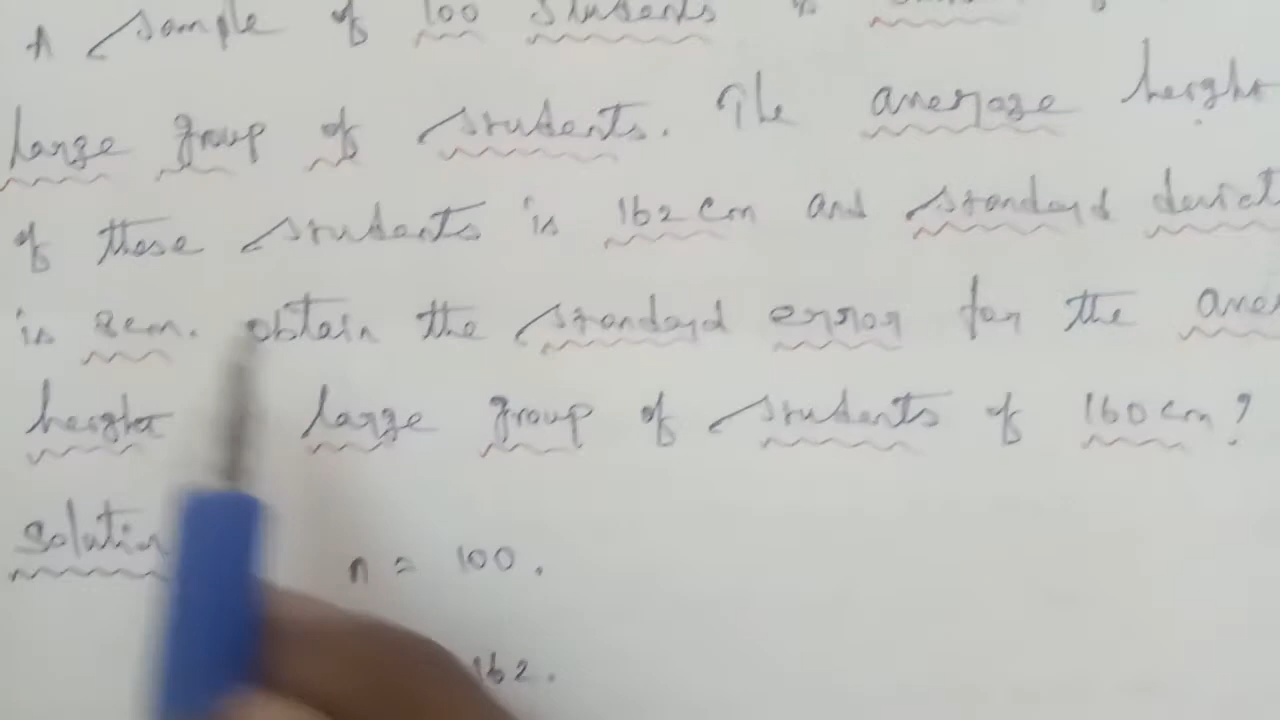 A sample of 100 students is
large group of students. The average height
of these students is 162 cm and standard
is 8cm. obtain the standard error for the
height large group of students of 160 cm?
Solution n = 100.
162.